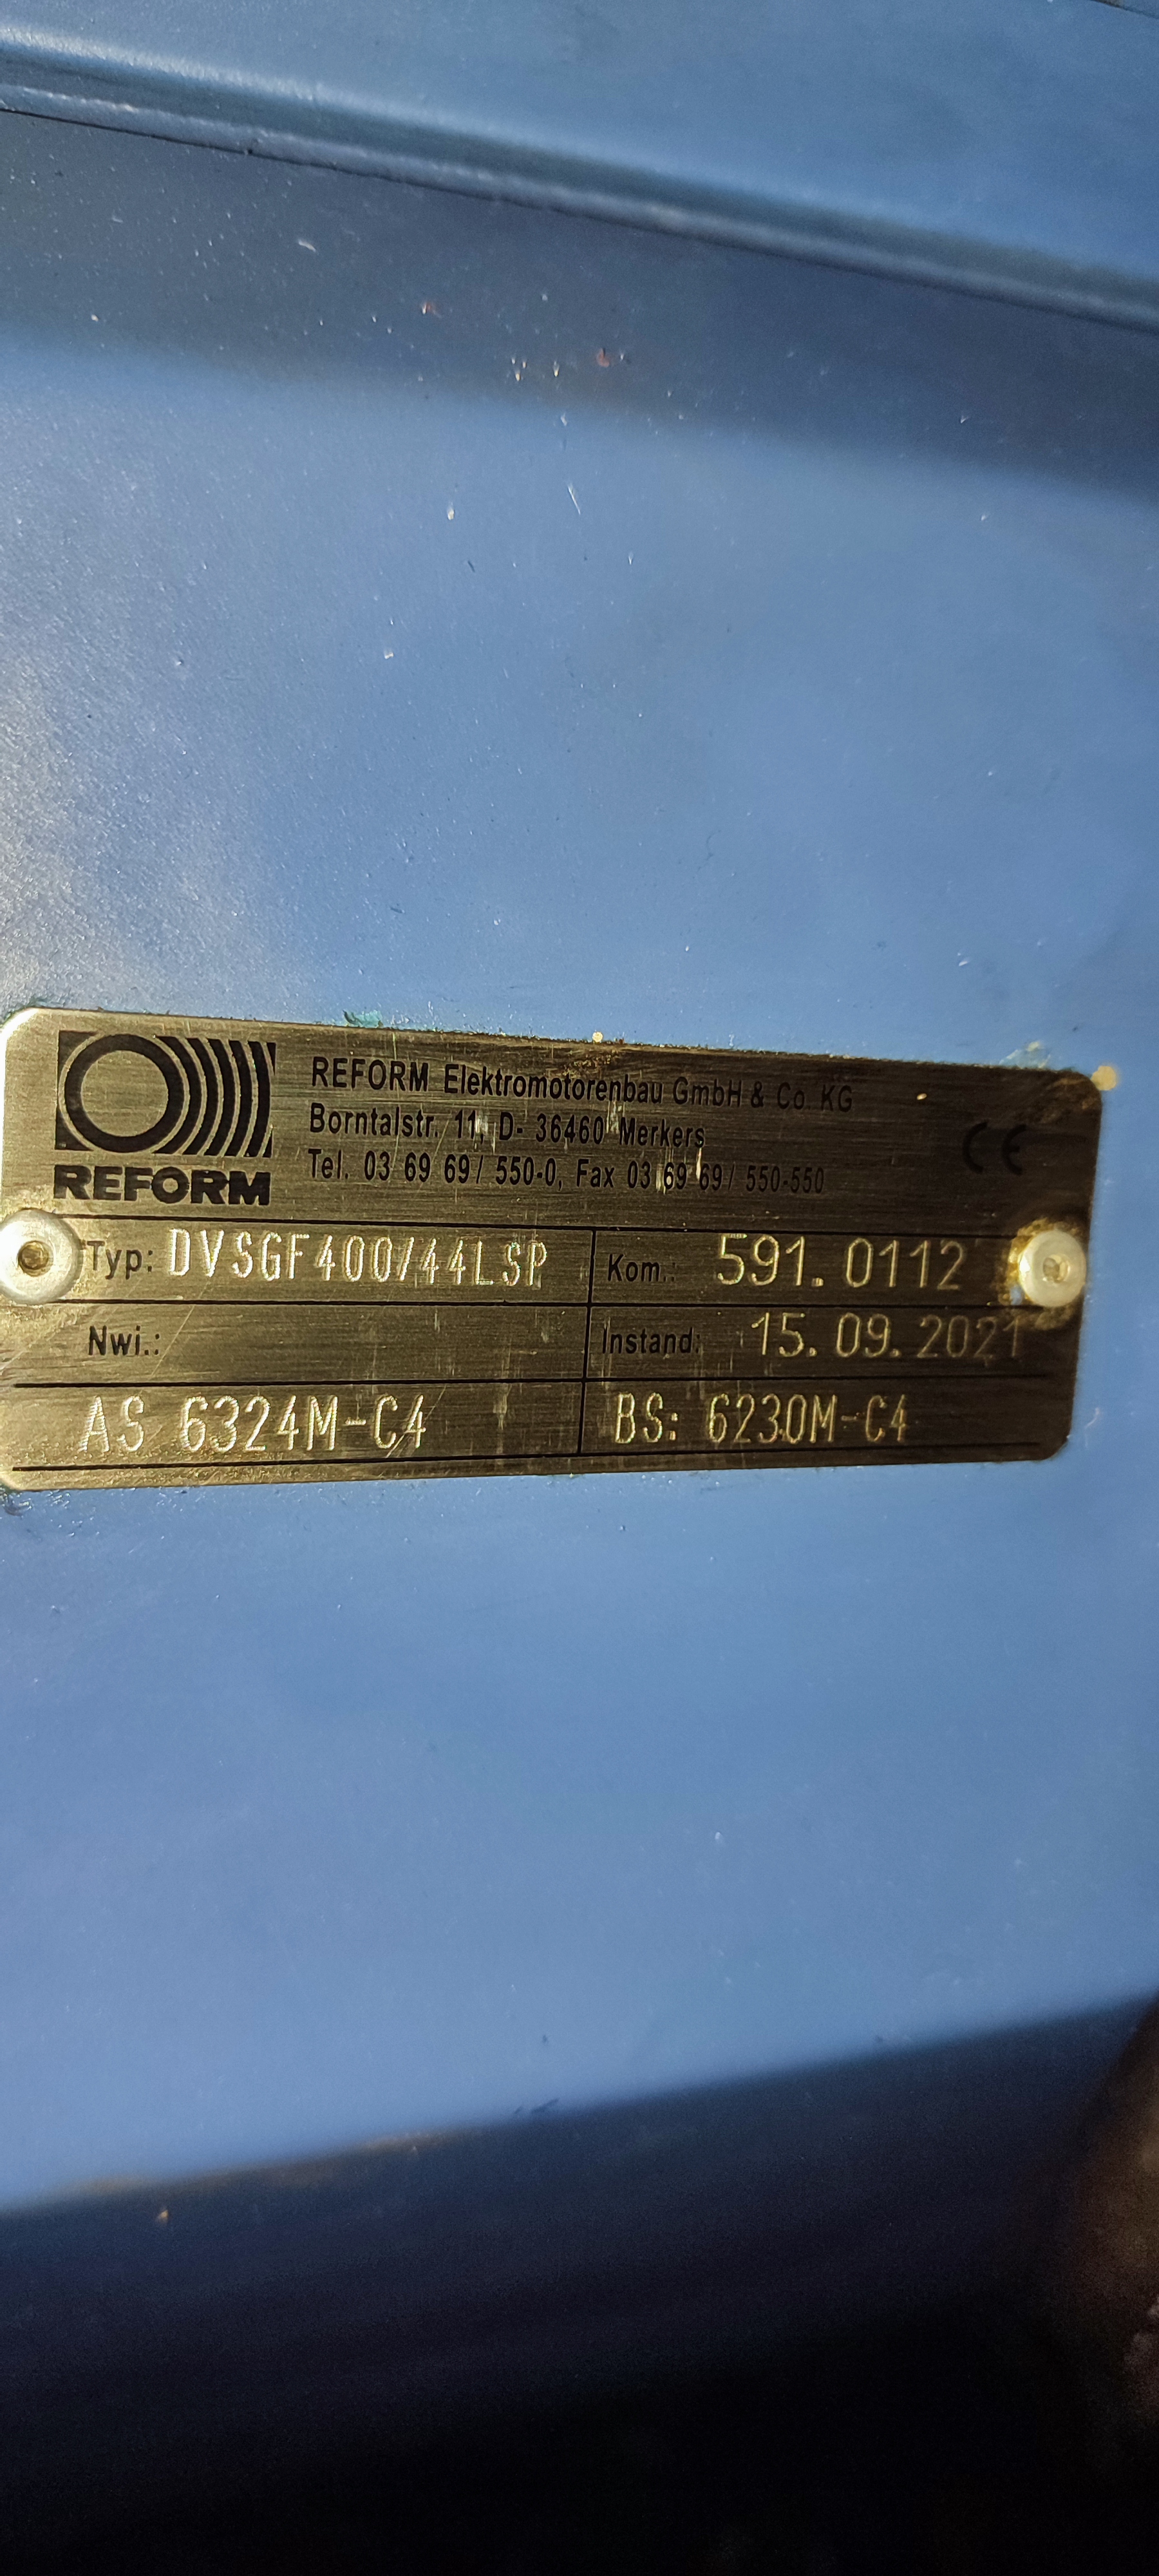 REFORM Elektromotorenbau GmbH & Co. KG
Borntalstr. 11, D- 36460 Merkers
Tel. 03 69 69 / 550-0, Fax 03 69 69 / 550-550
CE
REFORM
Typ: DVSGF400/44LSP Kom.: 591.0112
Nwi.: Instand: 15.09.2021
AS 6324M-C4 BS: 6230M-C4